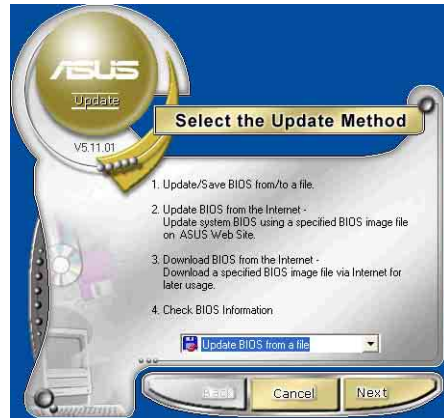 ASUS
Update
V5.11.01
Select the Update Method
1. Update/Save BIOS from/to a file.
2. Update BIOS from the Internet -
Update system BIOS using a specified BIOS image file
on ASUS Web Site.
3. Download BIOS from the Internet -
Download a specified BIOS image file via Internet for
later usage.
4. Check BIOS Information
Update BIOS from a file
Back
Cancel
Next